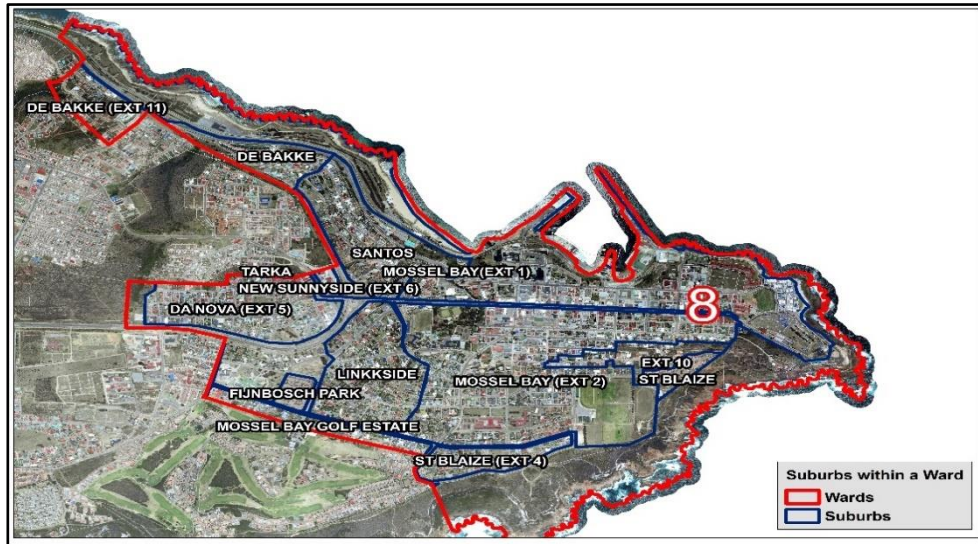 DE BAKKE (EXT 11)
DE BAKKE
SANTOS
MOSSEL BAY(EXT 1)
TARKA
NEW SUNNYSIDE (EXT 6)
DA NOVA (EXT 5)
8
EXT 10
LINKKSIDE
MOSSEL BAY (EXT 2)
ST BLAIZE
FIJNBOSCH PARK
MOSSEL BAY GOLF ESTATE
ST BLAIZE (EXT 4)
Suburbs within a Ward
Wards
Suburbs